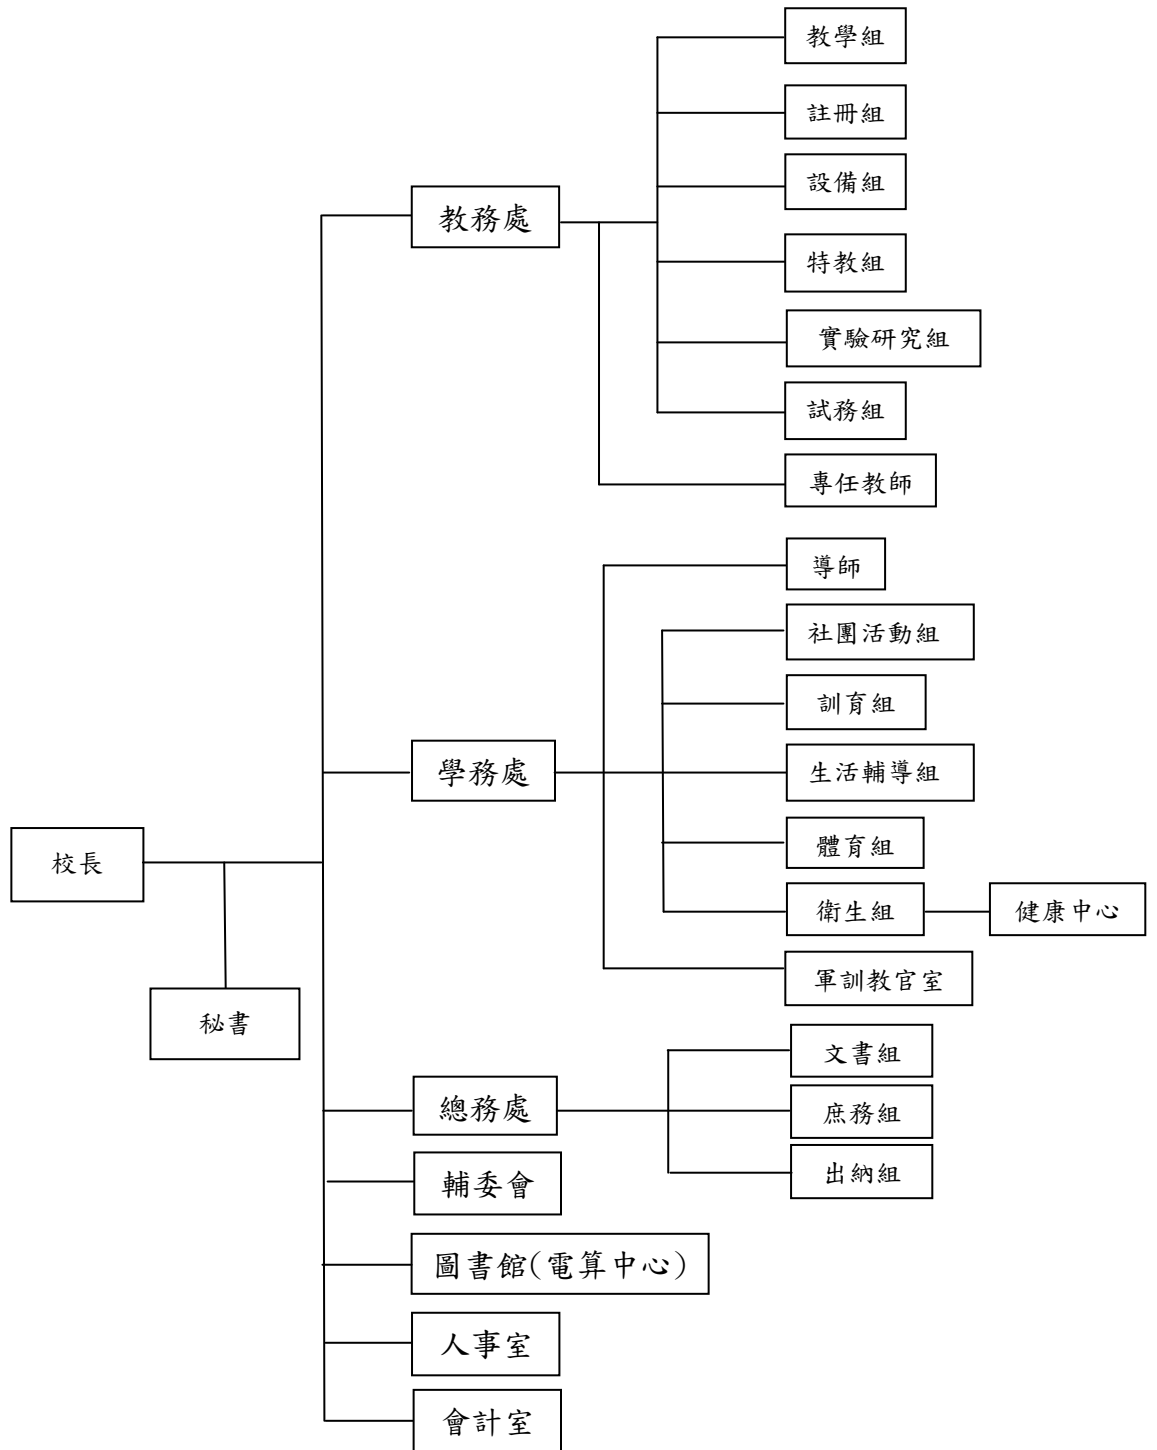 教學組
註冊組
設備組
教務處
特教組
實驗研究組
試務組
專任教師
導師
社團活動組
訓育組
學務處
生活輔導組
體育組
校長
衛生組
健康中心
軍訓教官室
秘書
文書組
總務處
庶務組
出納組
輔委會
圖書館(電算中心)
人事室
會計室